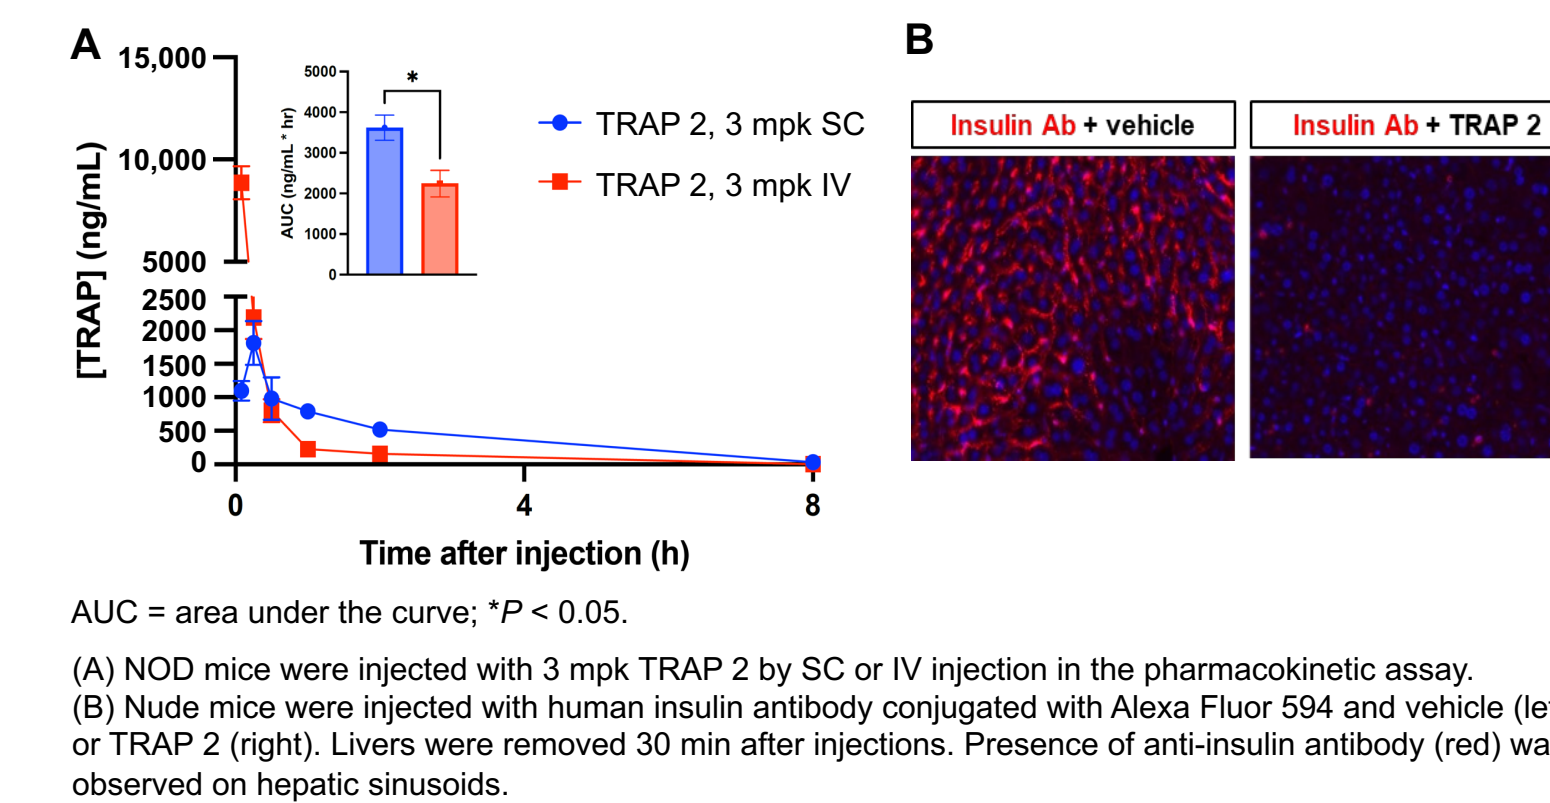 A
B
15,000
10,000
5000
2500
2000
1500
1000
500
0
[TRAP] (ng/mL)
0
4
8
Time after injection (h)
5000
4000
3000
2000
1000
0
AUC (ng/mL * hr)
*
TRAP 2, 3 mpk SC
TRAP 2, 3 mpk IV
Insulin Ab + vehicle
Insulin Ab + TRAP 2
AUC = area under the curve; *P < 0.05.
(A) NOD mice were injected with 3 mpk TRAP 2 by SC or IV injection in the pharmacokinetic assay.
(B) Nude mice were injected with human insulin antibody conjugated with Alexa Fluor 594 and vehicle
or TRAP 2 (right). Livers were removed 30 min after injections. Presence of anti-insulin antibody (red)
observed on hepatic sinusoids.